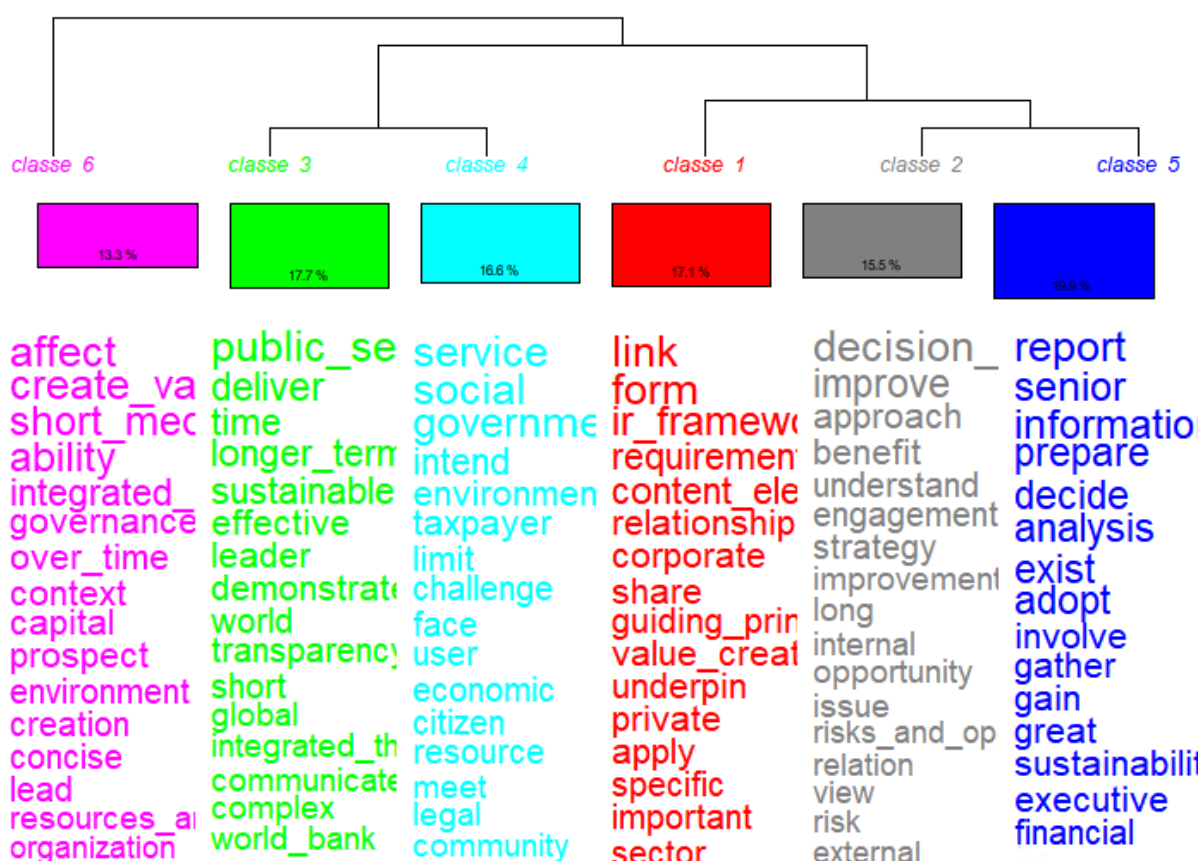 classe 6
classe 3
classe 4
classe 1
classe 2
classe 5
13.3 %
17.7 %
16.6 %
17.1 %
15.5 %
19.9 %
affect
create_va
short_med
ability
integrated_
governance
over_time
context
capital
prospect
environment
creation
concise
lead
resources_a
organization
public_se
deliver
time
longer_term
sustainable
effective
leader
demonstrate
world
transparency
short
global
integrated_th
communicate
complex
world_bank
service
social
governme
intend
environmen
taxpayer
limit
challenge
face
user
economic
citizen
resource
meet
legal
community
link
form
ir_framewo
requirement
content_ele
relationship
corporate
share
guiding_prin
value_creat
underpin
private
apply
specific
important
sector
decision_
improve
approach
benefit
understand
engagement
strategy
improvement
long
internal
opportunity
issue
risks_and_op
relation
view
risk
external
report
senior
informatio
prepare
decide
analysis
exist
adopt
involve
gather
gain
great
sustainabilit
executive
financial